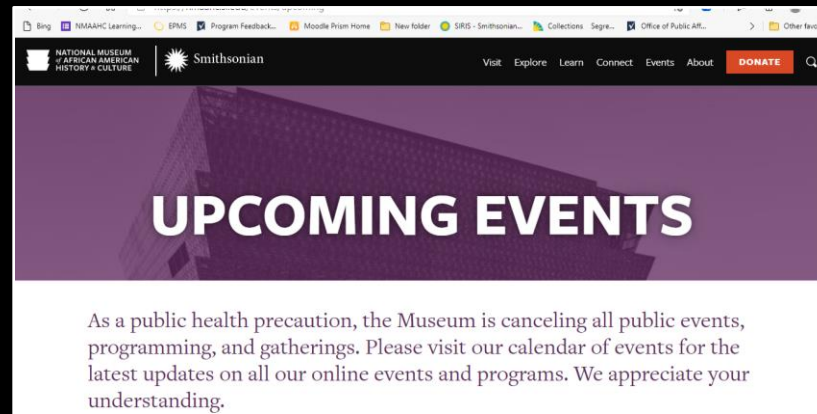 Bing NMAAHC Learning... EPMS Program Feedback... Moodle Prism Home New folder SIRIS - Smithsonian... Collections Segre... Office of Public Aff... Other favo
NATIONAL MUSEUM
of AFRICAN AMERICAN
HISTORY & CULTURE
Smithsonian
Visit Explore Learn Connect Events About DONATE
UPCOMING EVENTS
As a public health precaution, the Museum is canceling all public events,
programming, and gatherings. Please visit our calendar of events for the
latest updates on all our online events and programs. We appreciate your
understanding.